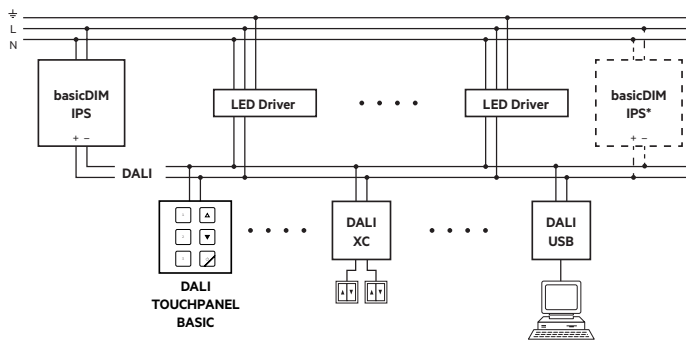 L
N
basicDIM
IPS
+ –
LED Driver
LED Driver
basicDIM
IPS*
+ –
DALI
DALI
TOUCHPANEL
BASIC
DALI
XC
DALI
USB